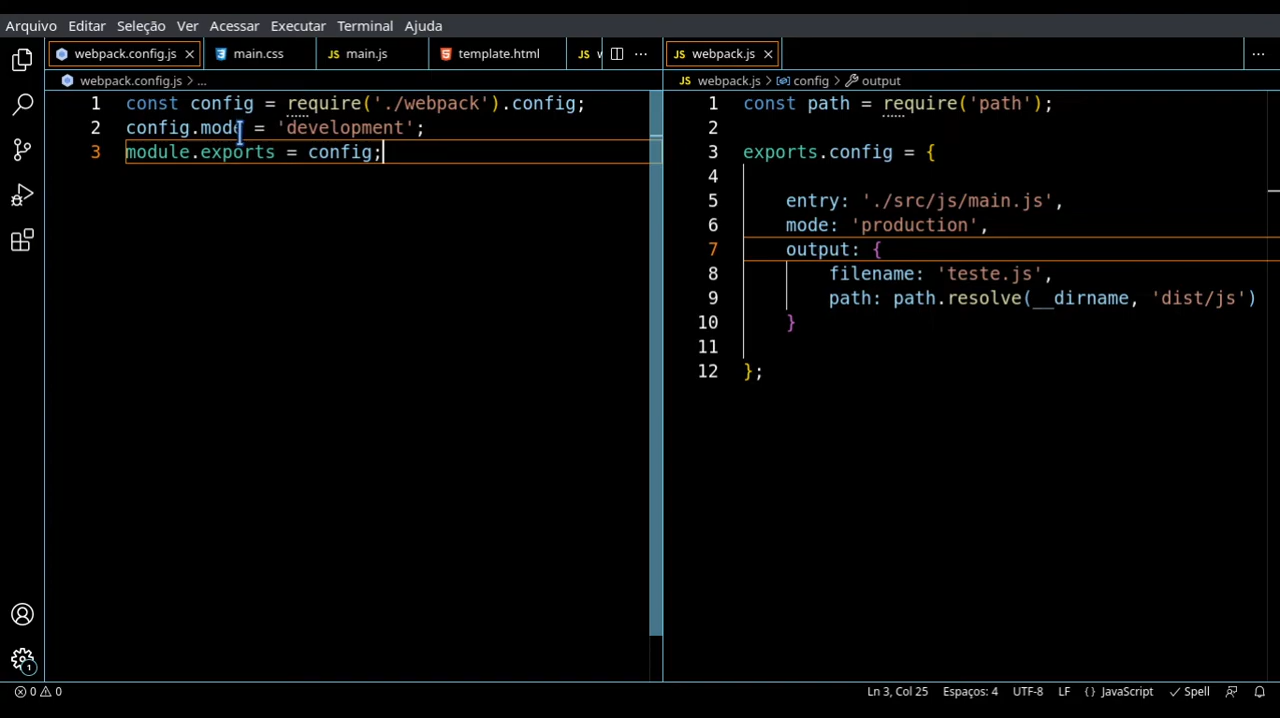 Arquivo Editar Seleção Ver Acessar Executar Terminal Ajuda
webpack.config.js main.css JS main.js template.html JS
webpack.config.js > ...
1 const config = require('./webpack').config;
2 config.mode = 'development';
3 module.exports = config;
JS webpack.js
JS webpack.js > config > output
1 const path = require('path');
2
3 exports.config = {
4
5 entry: './src/js/main.js',
6 mode: 'production',
7 output: {
8 filename: 'teste.js',
9 path: path.resolve(__dirname, 'dist/js')
10 }
11
12 };
1
0 0 Ln 3, Col 25 Espaços: 4 UTF-8 LF {} JavaScript Spell